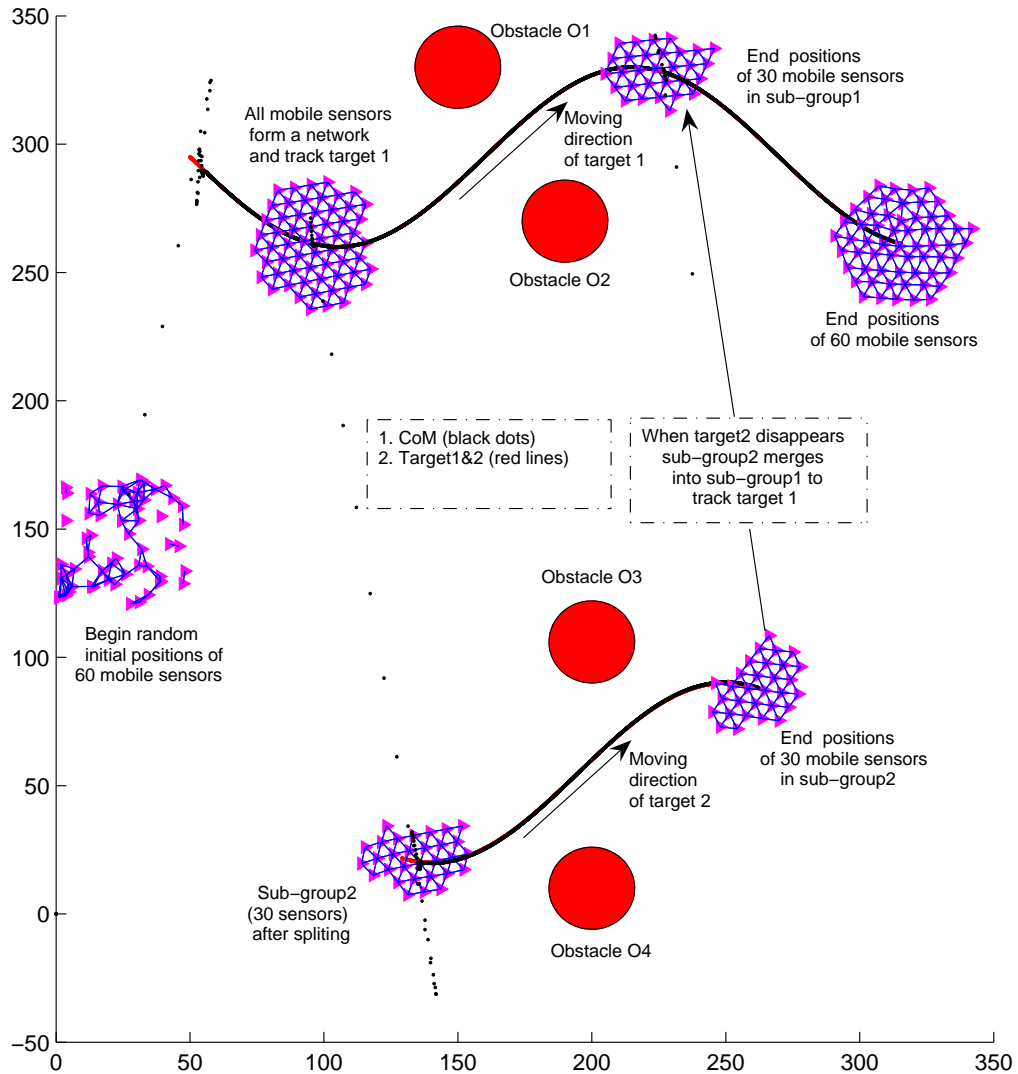 350
300
250
200
150
100
50
0
−50
0
50
100
150
200
250
300
350
Obstacle O1
All mobile sensors
form a network
and track target 1
Moving
direction
of target 1
End positions
of 30 mobile sensors
in sub−group1
Obstacle O2
End positions
of 60 mobile sensors
1. CoM (black dots)
2. Target1&2 (red lines)
When target2 disappears
sub−group2 merges
into sub−group1 to
track target 1
Begin random
initial positions of
60 mobile sensors
Obstacle O3
Moving
direction
of target 2
End positions
of 30 mobile sensors
in sub−group2
Sub−group2
(30 sensors)
after spliting
Obstacle O4